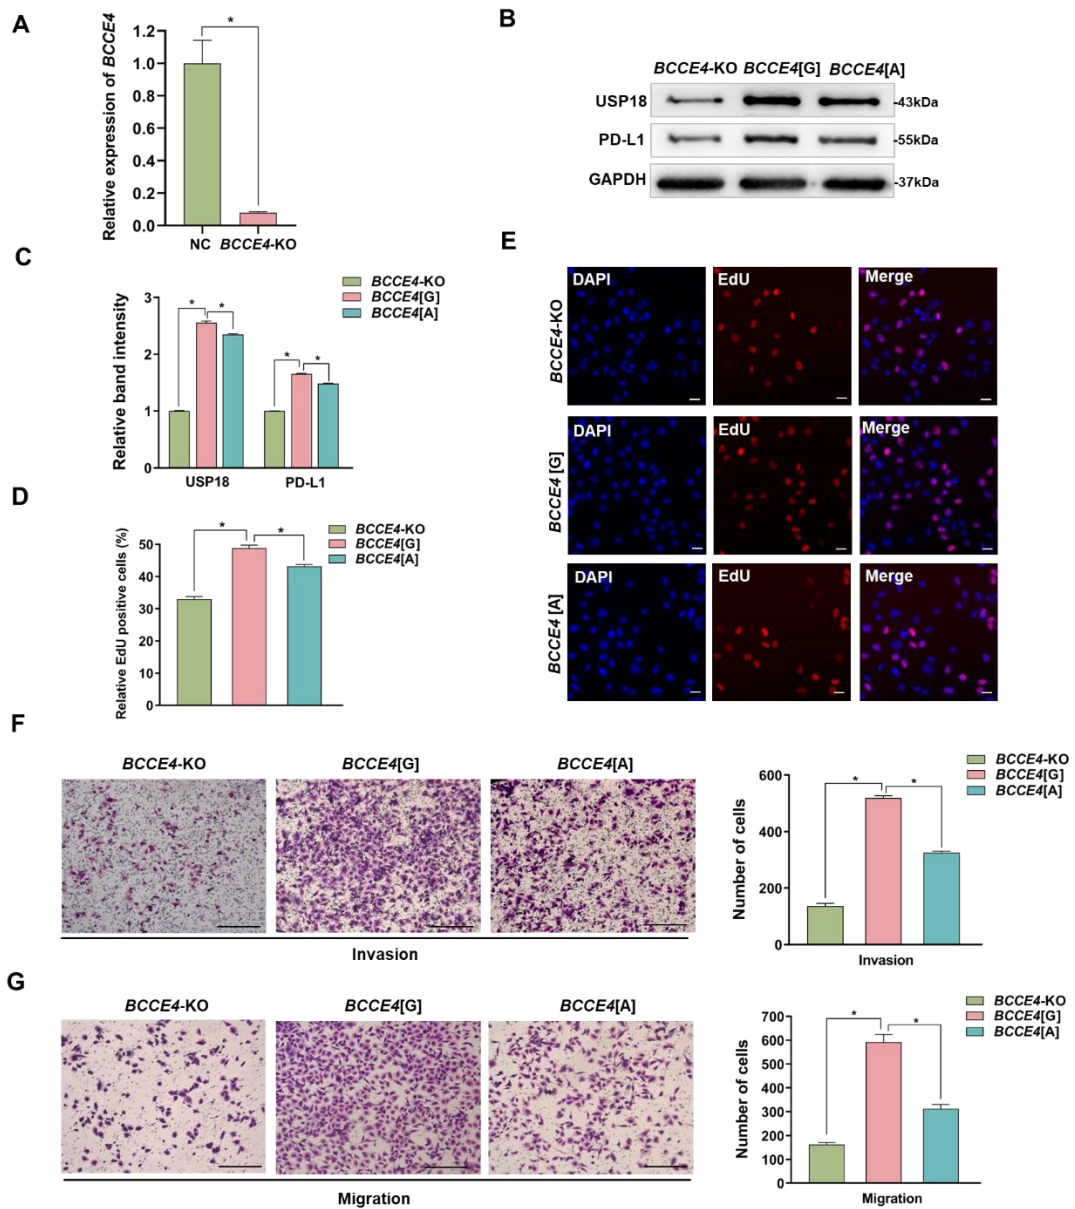 A
Relative expression of BCCE4
1.2
1.0
0.8
0.6
0.4
0.2
0.0
*
NC BCCE4-KO
B
BCCE4-KO BCCE4[G] BCCE4[A]
USP18 -43kDa
PD-L1 -55kDa
GAPDH -37kDa
C
Relative band intensity
3
2
1
0
* *
* *
USP18 PD-L1
BCCE4-KO
BCCE4[G]
BCCE4[A]
D
Relative EdU positive cells (%)
50
40
30
20
10
0
* *
BCCE4-KO
BCCE4[G]
BCCE4[A]
E
BCCE4-KO
DAPI EdU Merge
BCCE4 [G]
DAPI EdU Merge
BCCE4 [A]
DAPI EdU Merge
F
BCCE4-KO BCCE4[G] BCCE4[A]
Invasion
Number of cells
600
400
200
0
* *
Invasion
BCCE4-KO
BCCE4[G]
BCCE4[A]
G
BCCE4-KO BCCE4[G] BCCE4[A]
Migration
Number of cells
700
600
500
400
300
200
100
0
* *
Migration
BCCE4-KO
BCCE4[G]
BCCE4[A]